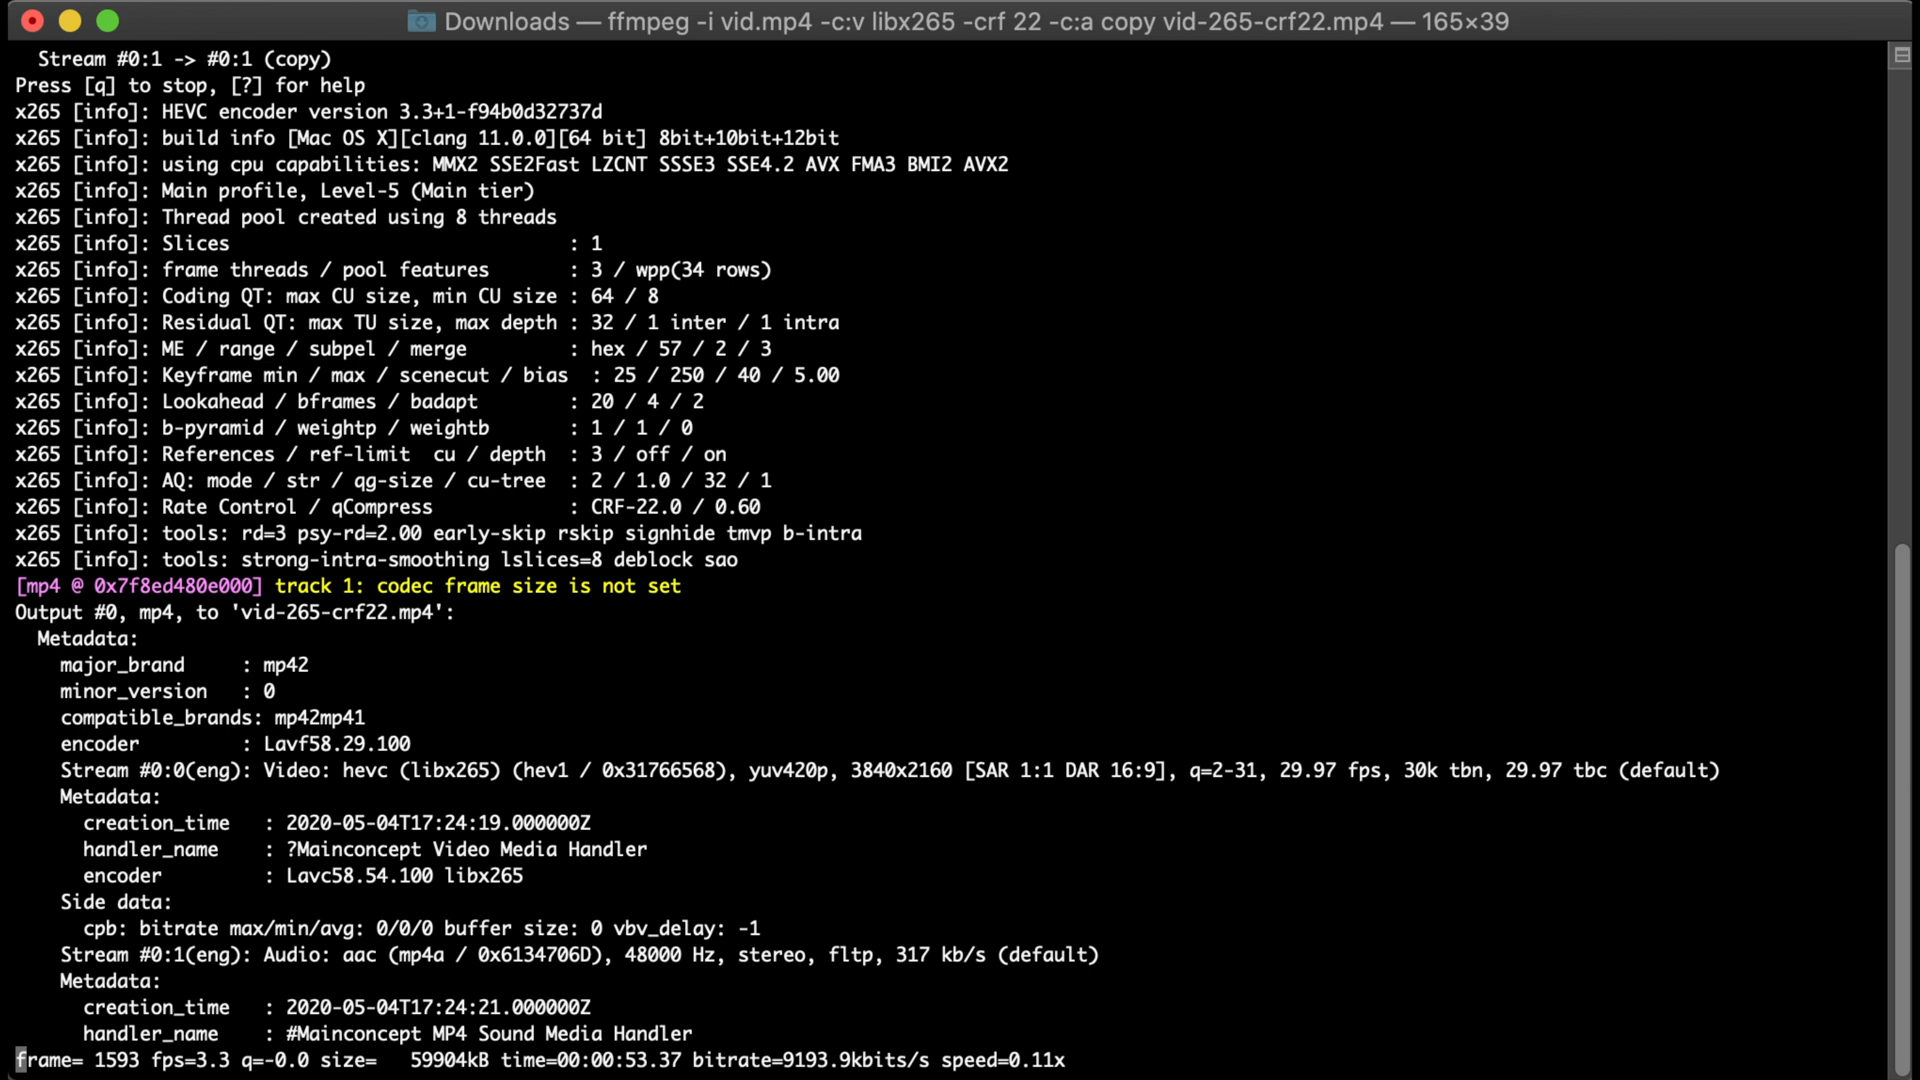 Downloads — ffmpeg -i vid.mp4 -c:v libx265 -crf 22 -c:a copy vid-265-crf22.mp4 — 165×39
Stream #0:1 -> #0:1 (copy)
Press [q] to stop, [?] for help
x265 [info]: HEVC encoder version 3.3+1-f94b0d32737d
x265 [info]: build info [Mac OS X][clang 11.0.0][64 bit] 8bit+10bit+12bit
x265 [info]: using cpu capabilities: MMX2 SSE2Fast LZCNT SSSE3 SSE4.2 AVX FMA3 BMI2 AVX2
x265 [info]: Main profile, Level-5 (Main tier)
x265 [info]: Thread pool created using 8 threads
x265 [info]: Slices                              : 1
x265 [info]: frame threads / pool features       : 3 / wpp(34 rows)
x265 [info]: Coding QT: max CU size, min CU size : 64 / 8
x265 [info]: Residual QT: max TU size, max depth : 32 / 1 inter / 1 intra
x265 [info]: ME / range / subpel / merge         : hex / 57 / 2 / 3
x265 [info]: Keyframe min / max / scenecut / bias  : 25 / 250 / 40 / 5.00
x265 [info]: Lookahead / bframes / badapt        : 20 / 4 / 2
x265 [info]: b-pyramid / weightp / weightb       : 1 / 1 / 0
x265 [info]: References / ref-limit  cu / depth  : 3 / off / on
x265 [info]: AQ: mode / str / qg-size / cu-tree  : 2 / 1.0 / 32 / 1
x265 [info]: Rate Control / qCompress            : CRF-22.0 / 0.60
x265 [info]: tools: rd=3 psy-rd=2.00 early-skip rskip signhide tmvp b-intra
x265 [info]: tools: strong-intra-smoothing lslices=8 deblock sao
[mp4 @ 0x7f8ed480e000] track 1: codec frame size is not set
Output #0, mp4, to 'vid-265-crf22.mp4':
Metadata:
major_brand     : mp42
minor_version   : 0
compatible_brands: mp42mp41
encoder         : Lavf58.29.100
Stream #0:0(eng): Video: hevc (libx265) (hev1 / 0x31766568), yuv420p, 3840x2160 [SAR 1:1 DAR 16:9], q=2-31, 29.97 fps, 30k tbn, 29.97 tbc (default)
Metadata:
creation_time   : 2020-05-04T17:24:19.000000Z
handler_name    : ?Mainconcept Video Media Handler
encoder         : Lavc58.54.100 libx265
Side data:
cpb: bitrate max/min/avg: 0/0/0 buffer size: 0 vbv_delay: -1
Stream #0:1(eng): Audio: aac (mp4a / 0x6134706D), 48000 Hz, stereo, fltp, 317 kb/s (default)
Metadata:
creation_time   : 2020-05-04T17:24:21.000000Z
handler_name    : #Mainconcept MP4 Sound Media Handler
frame= 1593 fps=3.3 q=-0.0 size=   59904kB time=00:00:53.37 bitrate=9193.9kbits/s speed=0.11x